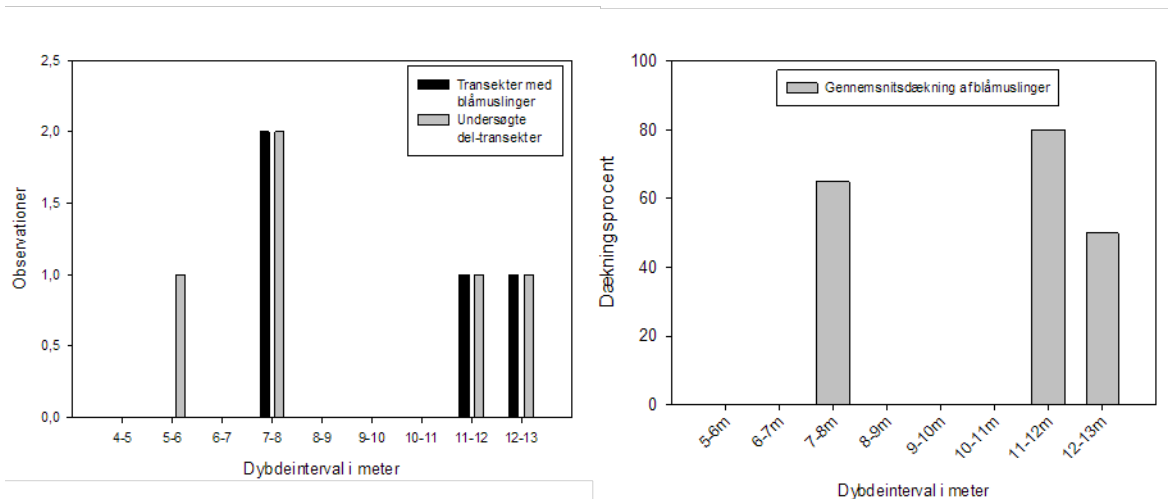 2,5
2,0
1,5
1,0
0,5
0,0
Observationer
Transekter med
blåmuslinger
Undersøgte
del-transekter
4-5 5-6 6-7 7-8 8-9 9-10 10-11 11-12 12-13
Dybdeinterval i meter
100
80
60
40
20
0
Dækningsprocent
Gennemsnitsdækning af blåmuslinger
5-6m 6-7m 7-8m 8-9m 9-10m 10-11m 11-12m 12-13m
Dybdeinterval i meter